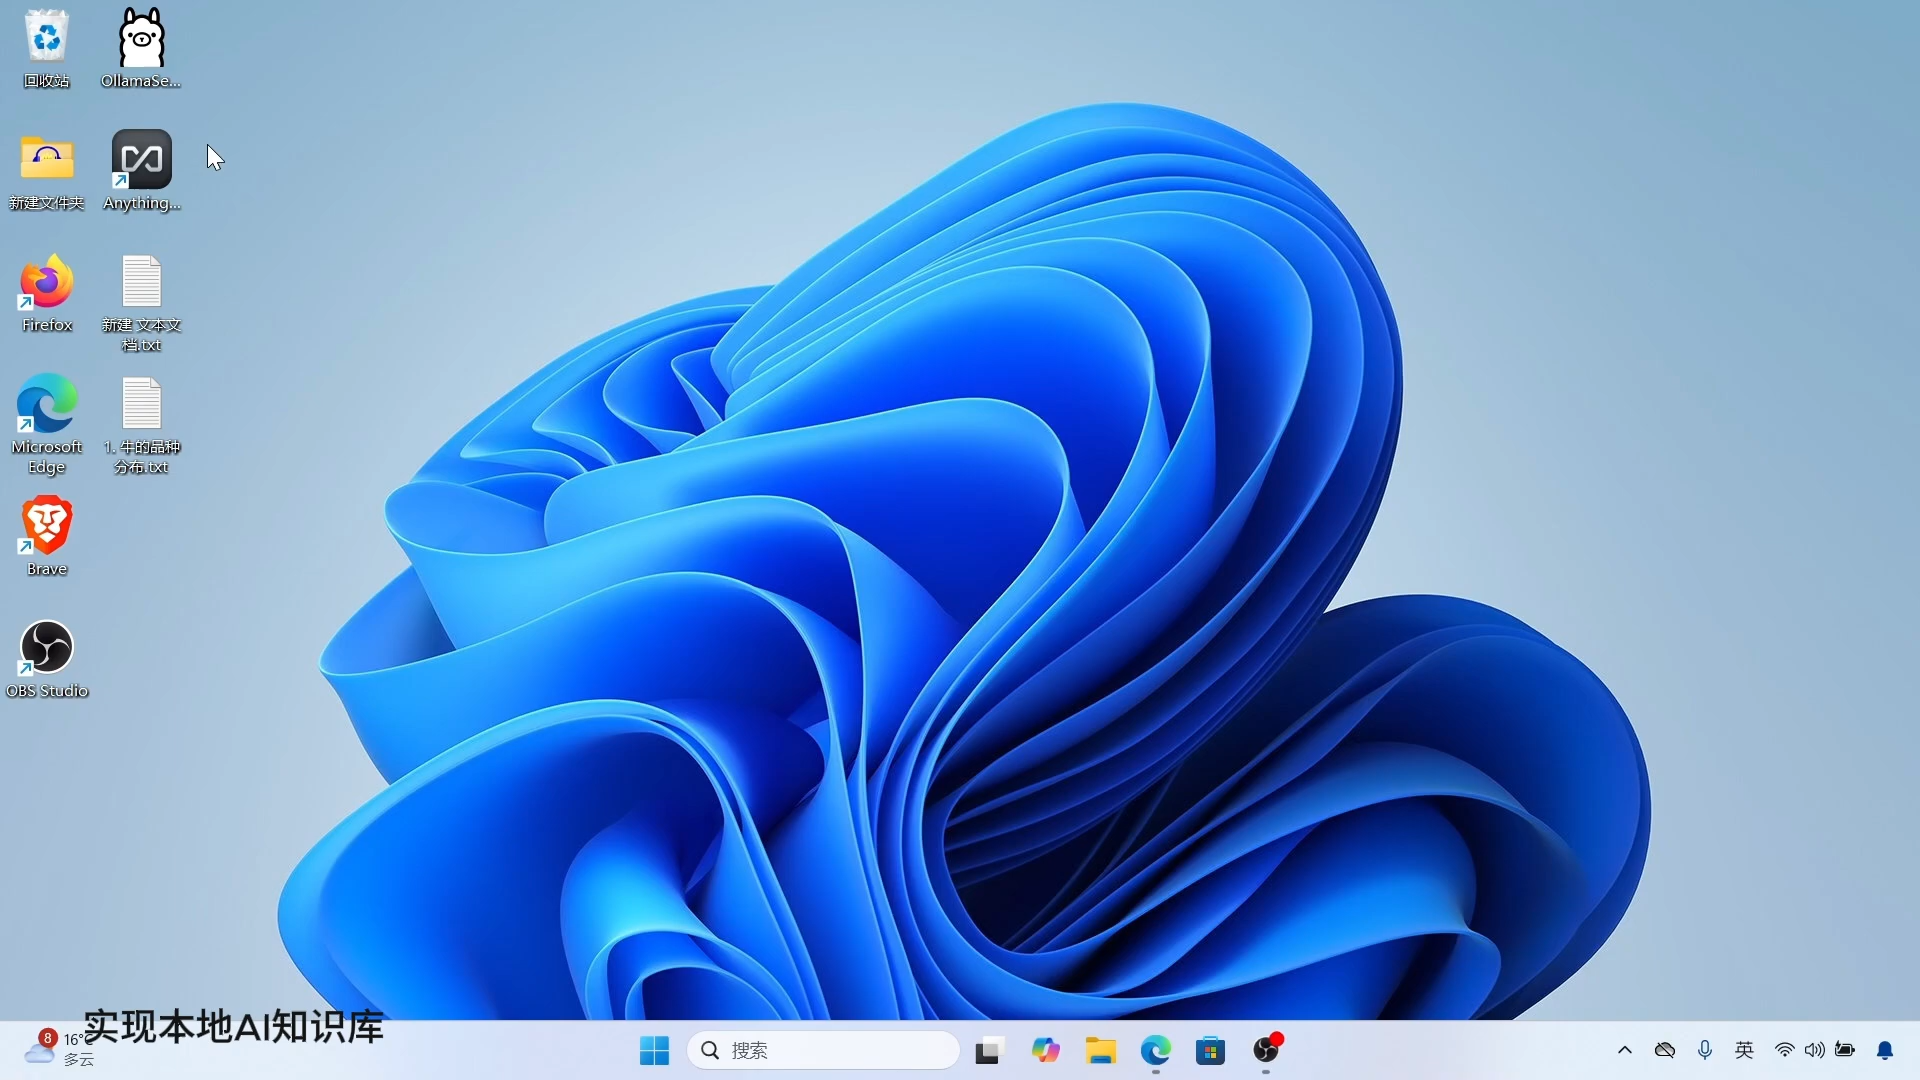 回收站
OllamaSe...
新建文件夹
Anything...
Firefox
新建 文本文
档.txt
Microsoft
Edge
1. 牛的品种
分布.txt
Brave
OBS Studio
实现本地AI知识库
8
16°C
多云
搜索
英